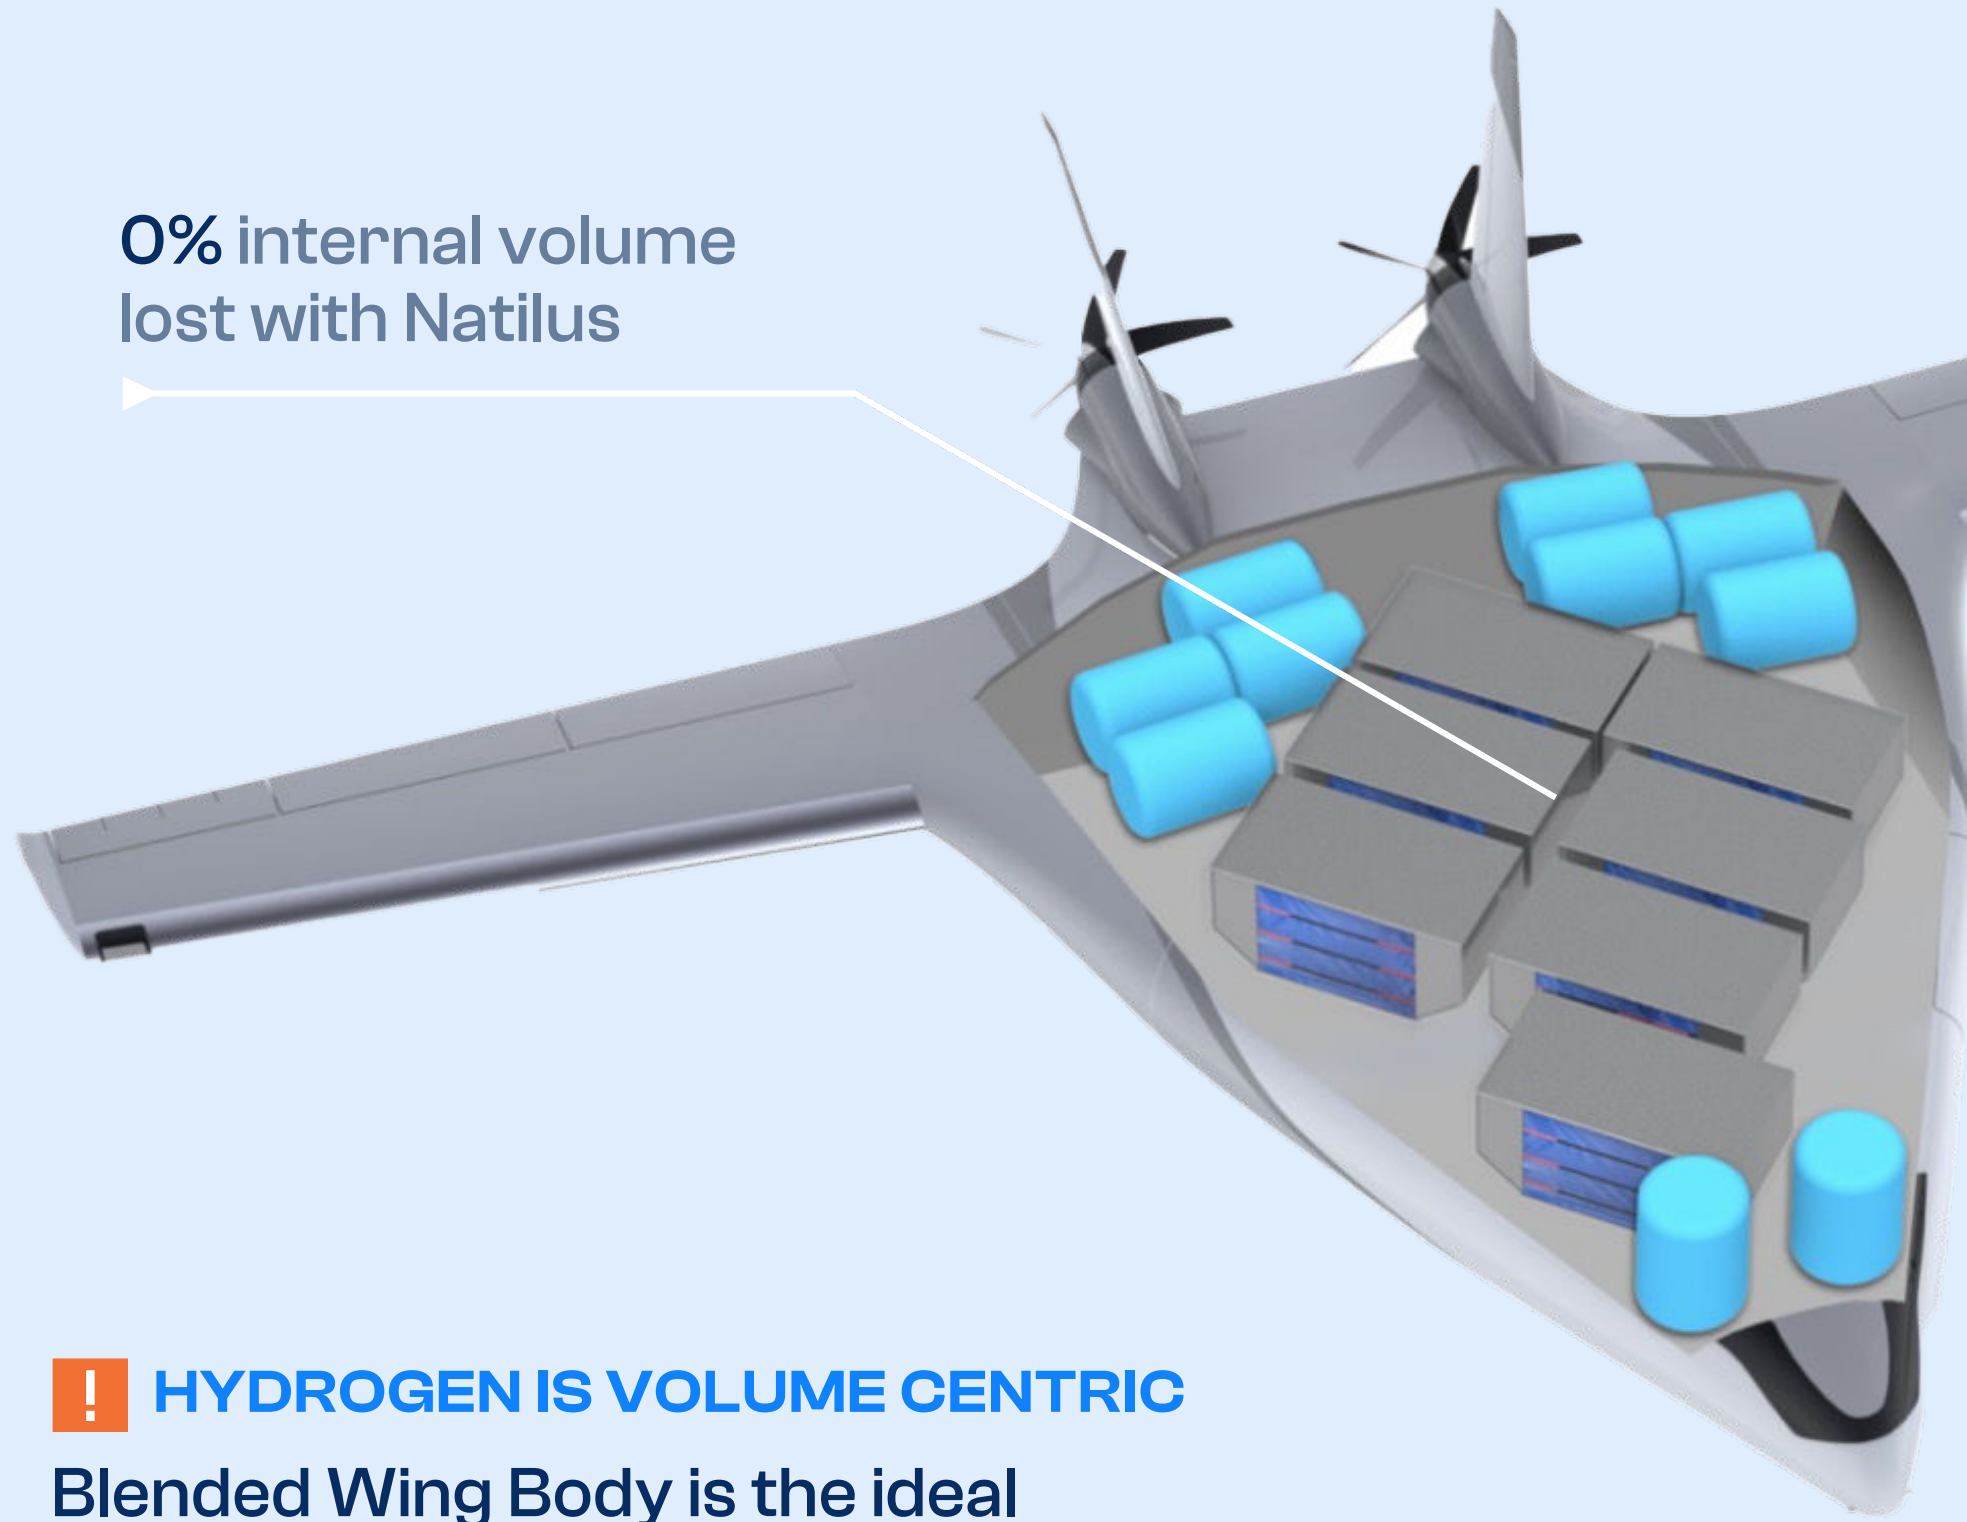 0% internal volume
lost with Natilus
! HYDROGEN IS VOLUME CENTRIC
Blended Wing Body is the ideal